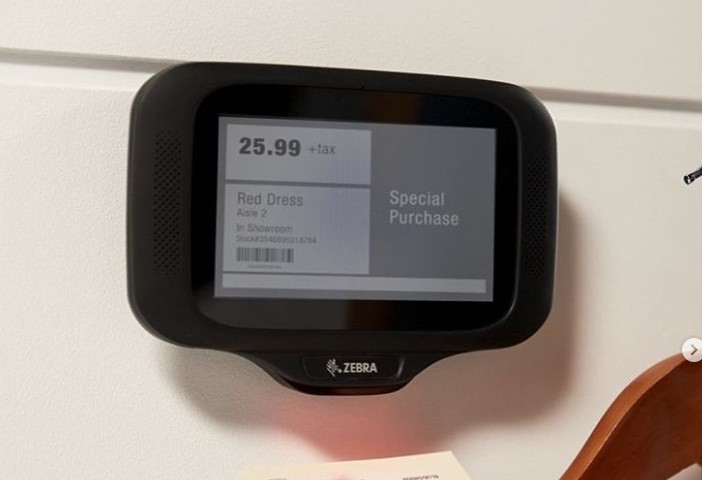 25.99 +tax
Red Dress
Aisle 2
In Showroom
Special
Purchase
ZEBRA